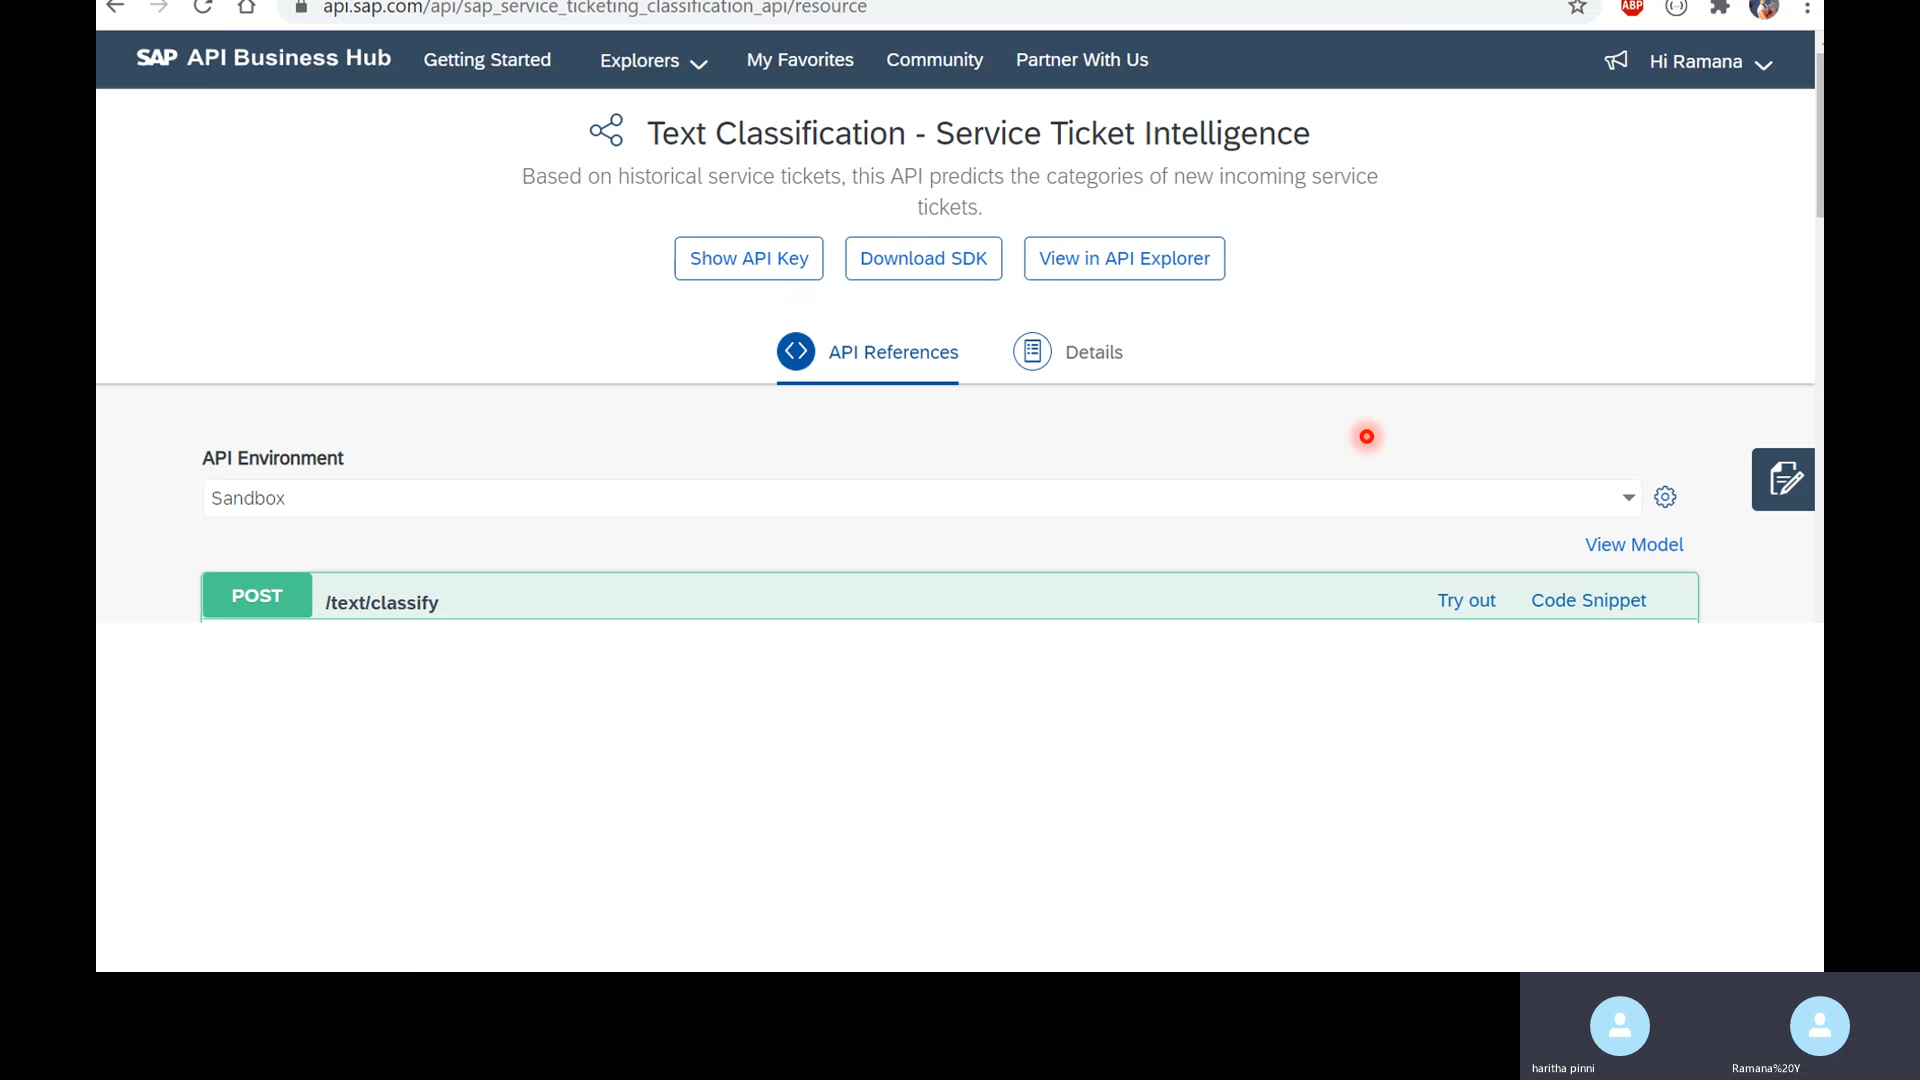 api.sap.com/api/sap_service_ticketing_classification_api/resource
ABP
SAP API Business Hub Getting Started Explorers My Favorites Community Partner With Us Hi Ramana
Text Classification - Service Ticket Intelligence
Based on historical service tickets, this API predicts the categories of new incoming service
tickets.
Show API Key Download SDK View in API Explorer
API References Details
API Environment
Sandbox
View Model
POST /text/classify Try out Code Snippet
haritha pinni Ramana%20Y